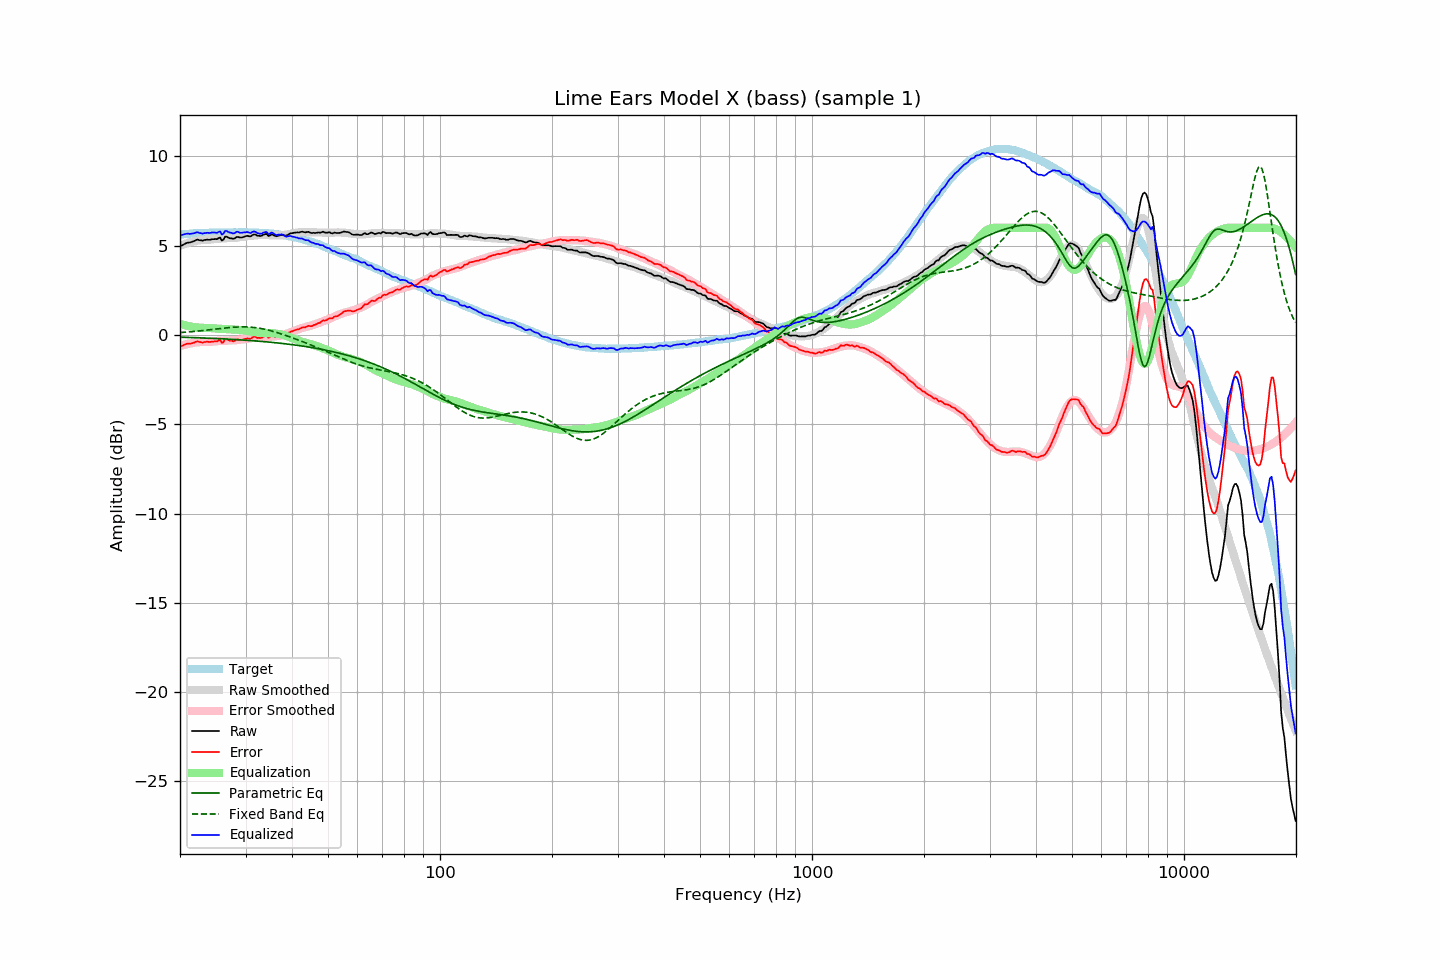 Lime Ears Model X (bass) (sample 1)
10
5
0
−5
−10
−15
−20
−25
Amplitude (dBr)
Target
Raw Smoothed
Error Smoothed
Raw
Error
Equalization
Parametric Eq
Fixed Band Eq
Equalized
100
1000
10000
Frequency (Hz)